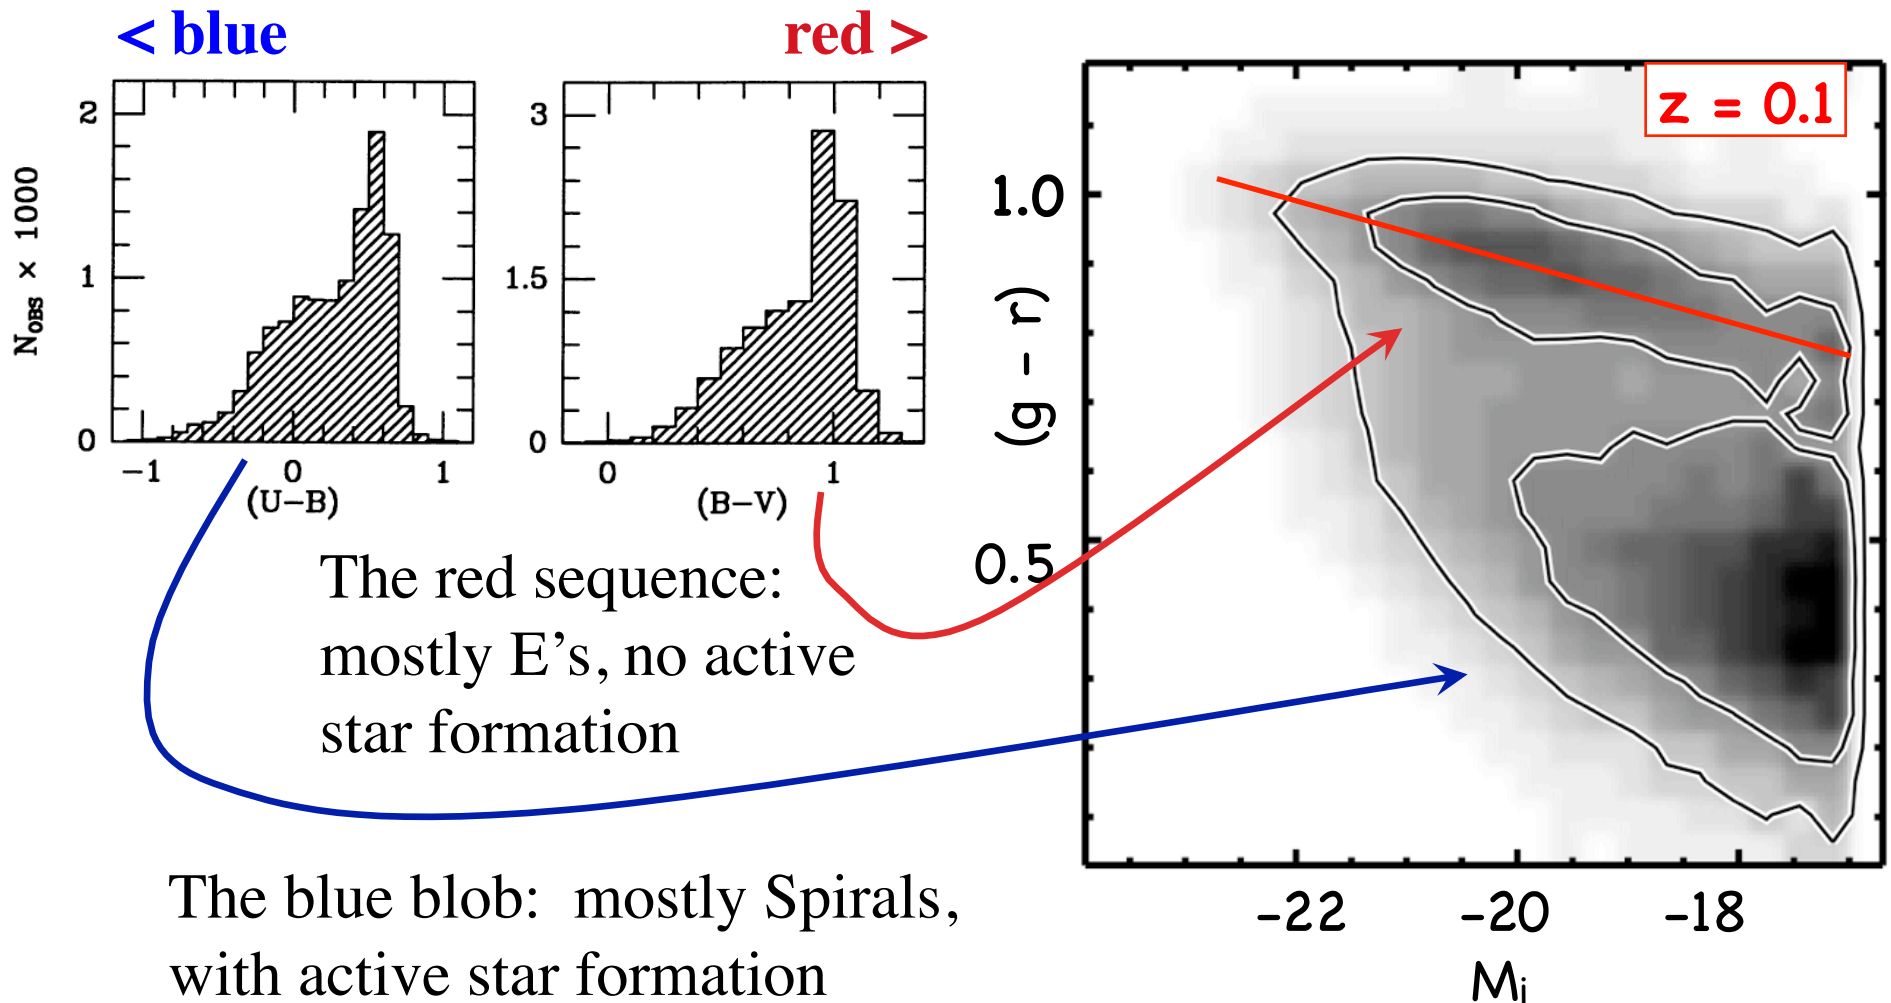 < blue
red >
z = 0.1
2
1
0
N_OBS × 1000
−1 0 1
(U−B)
3
1.5
0
0 1
(B−V)
1.0
0.5
(g - r)
-22 -20 -18
M_i
The red sequence:
mostly E’s, no active
star formation
The blue blob: mostly Spirals,
with active star formation